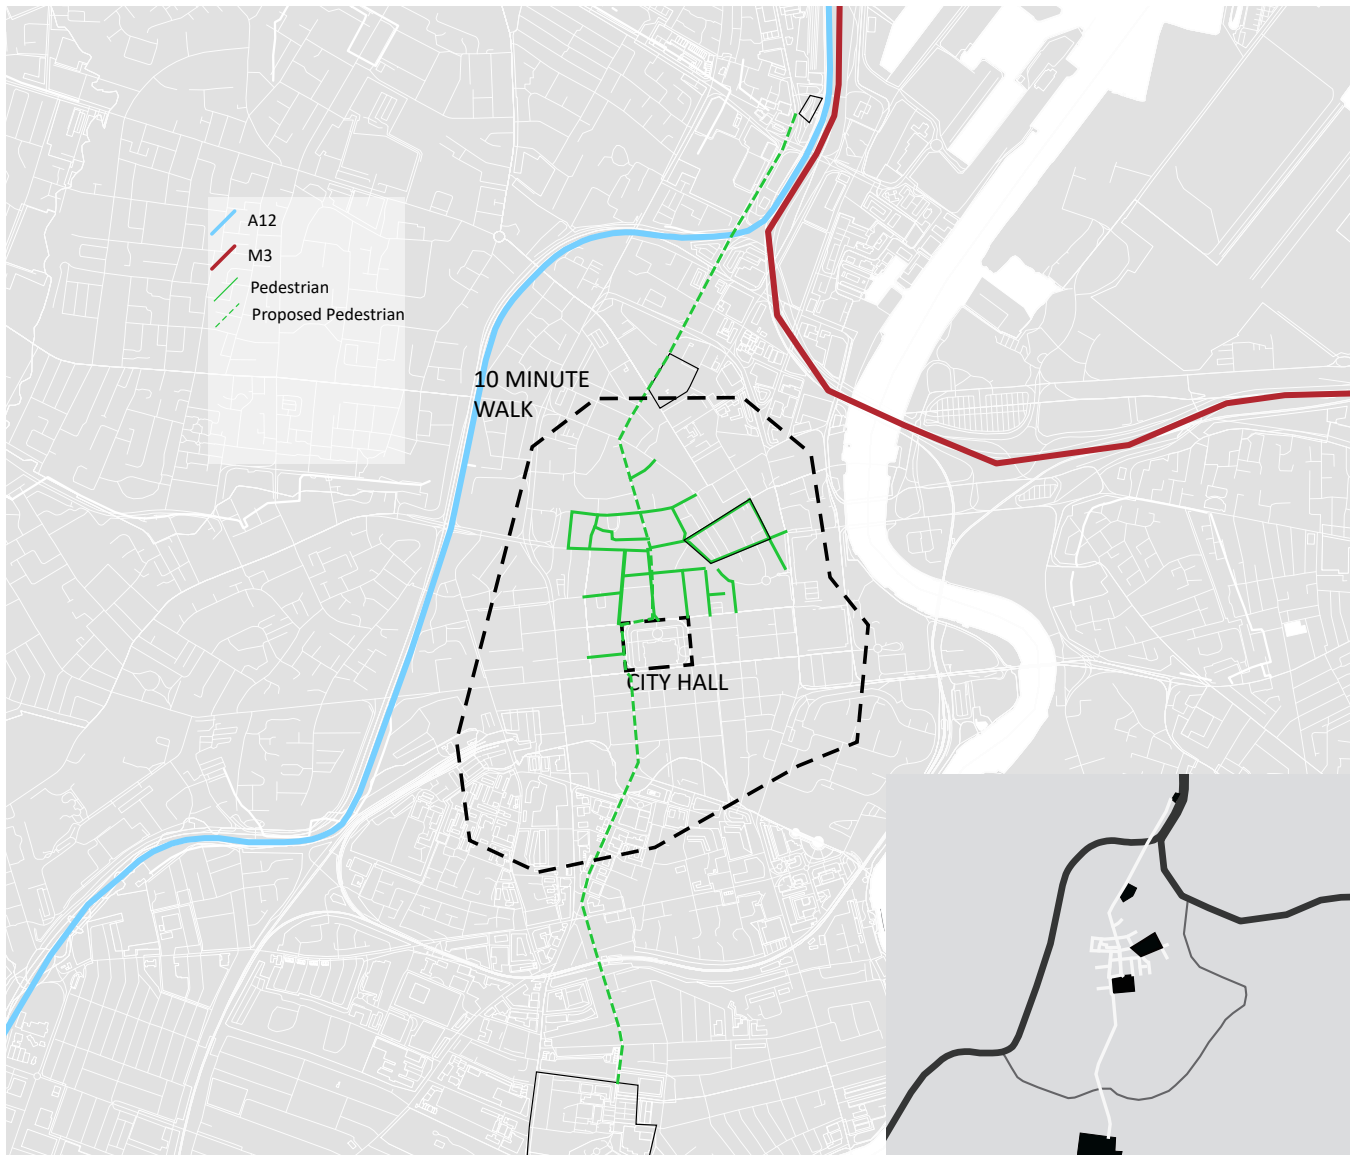 A12
M3
Pedestrian
Proposed Pedestrian
10 MINUTE
WALK
CITY HALL